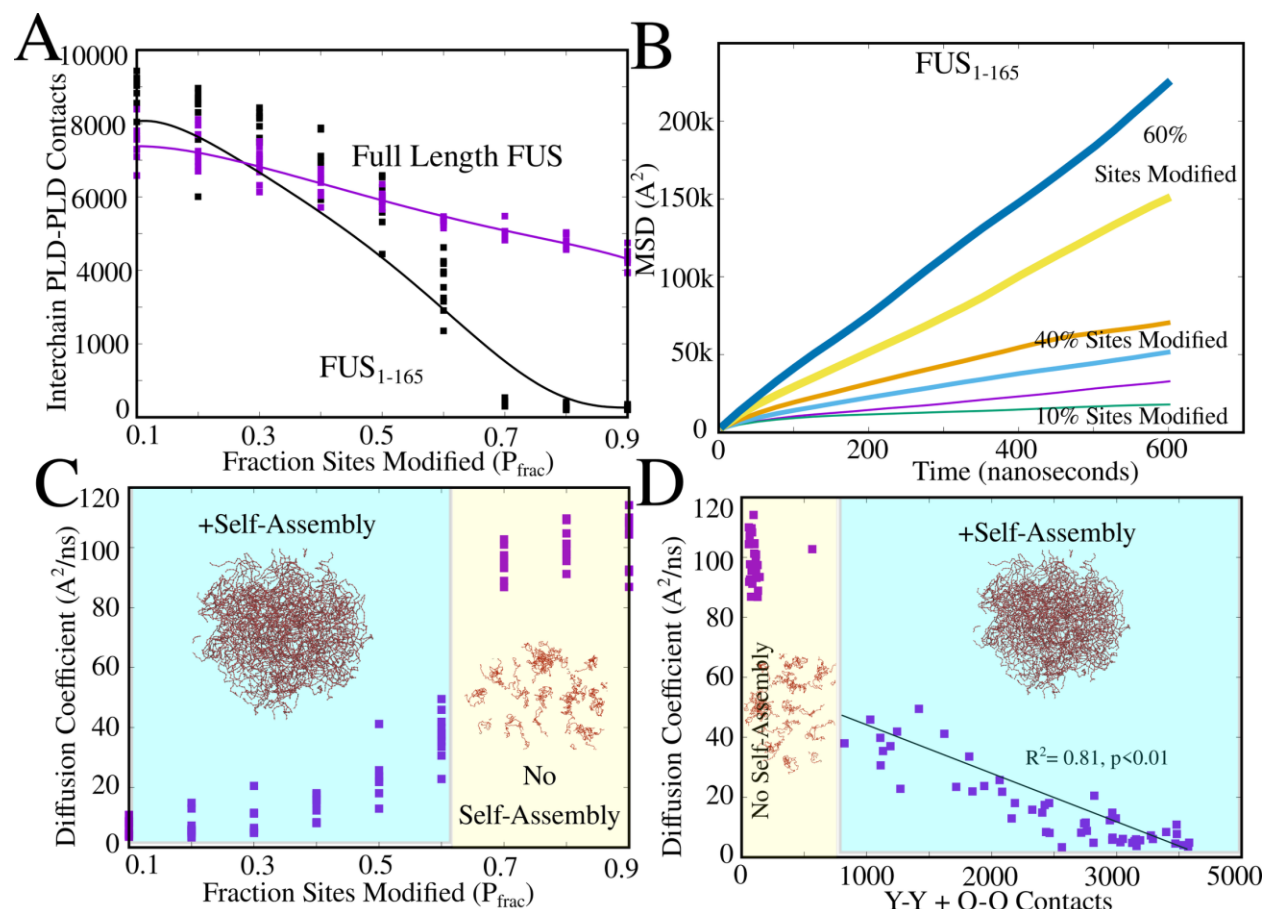 A
10000
8000
6000
4000
1000
0
Interchain PLD-PLD Contacts
Full Length FUS
FUS1-165
0.1 0.3 0.5 0.7 0.9
Fraction Sites Modified (Pfrac)
B
FUS1-165
200k
150k
100k
50k
0
MSD (A²)
60%
Sites Modified
40% Sites Modified
10% Sites Modified
0 200 400 600
Time (nanoseconds)
C
120
100
80
60
40
20
0
Diffusion Coefficient (A²/ns)
+Self-Assembly
No
Self-Assembly
0.1 0.3 0.5 0.7 0.9
Fraction Sites Modified (Pfrac)
D
120
100
80
60
40
20
0
Diffusion Coefficient (A²/ns)
No Self-Assembly
+Self-Assembly
R²= 0.81, p<0.01
0 1000 2000 3000 4000 5000
Y-Y + Q-Q Contacts